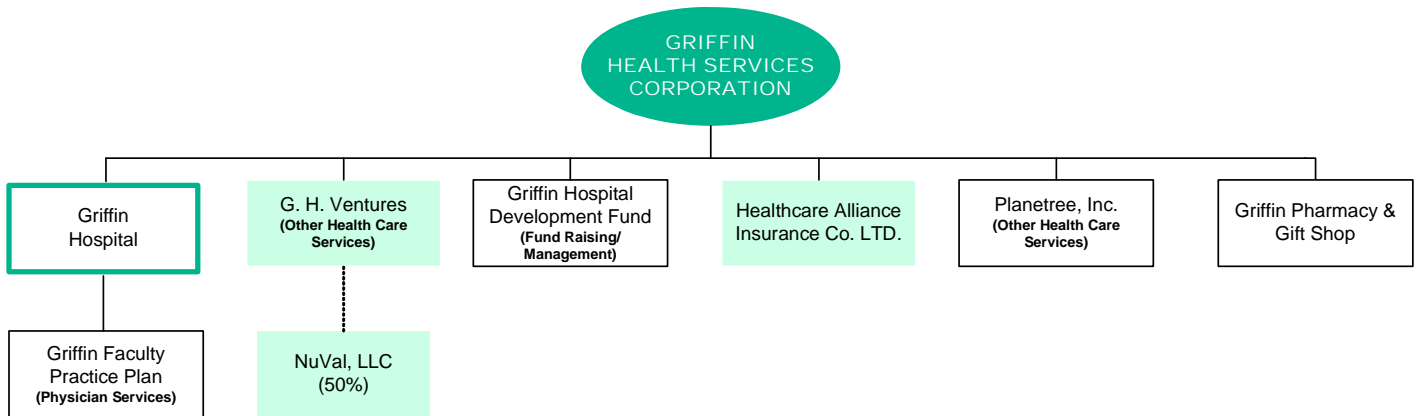 GRIFFIN
HEALTH SERVICES
CORPORATION
Griffin
Hospital
G. H. Ventures
(Other Health Care
Services)
Griffin Hospital
Development Fund
(Fund Raising/
Management)
Healthcare Alliance
Insurance Co. LTD.
Planetree, Inc.
(Other Health Care
Services)
Griffin Pharmacy &
Gift Shop
Griffin Faculty
Practice Plan
(Physician Services)
NuVal, LLC
(50%)